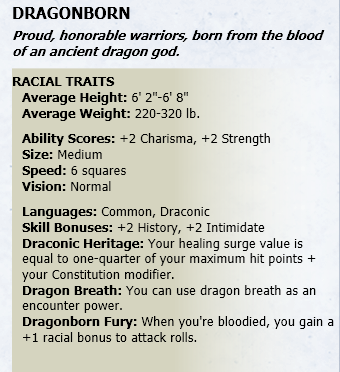 DRAGONBORN
Proud, honorable warriors, born from the blood
of an ancient dragon god.
RACIAL TRAITS
Average Height: 6' 2"-6' 8"
Average Weight: 220-320 lb.
Ability Scores: +2 Charisma, +2 Strength
Size: Medium
Speed: 6 squares
Vision: Normal
Languages: Common, Draconic
Skill Bonuses: +2 History, +2 Intimidate
Draconic Heritage: Your healing surge value is
equal to one-quarter of your maximum hit points +
your Constitution modifier.
Dragon Breath: You can use dragon breath as an
encounter power.
Dragonborn Fury: When you're bloodied, you gain a
+1 racial bonus to attack rolls.